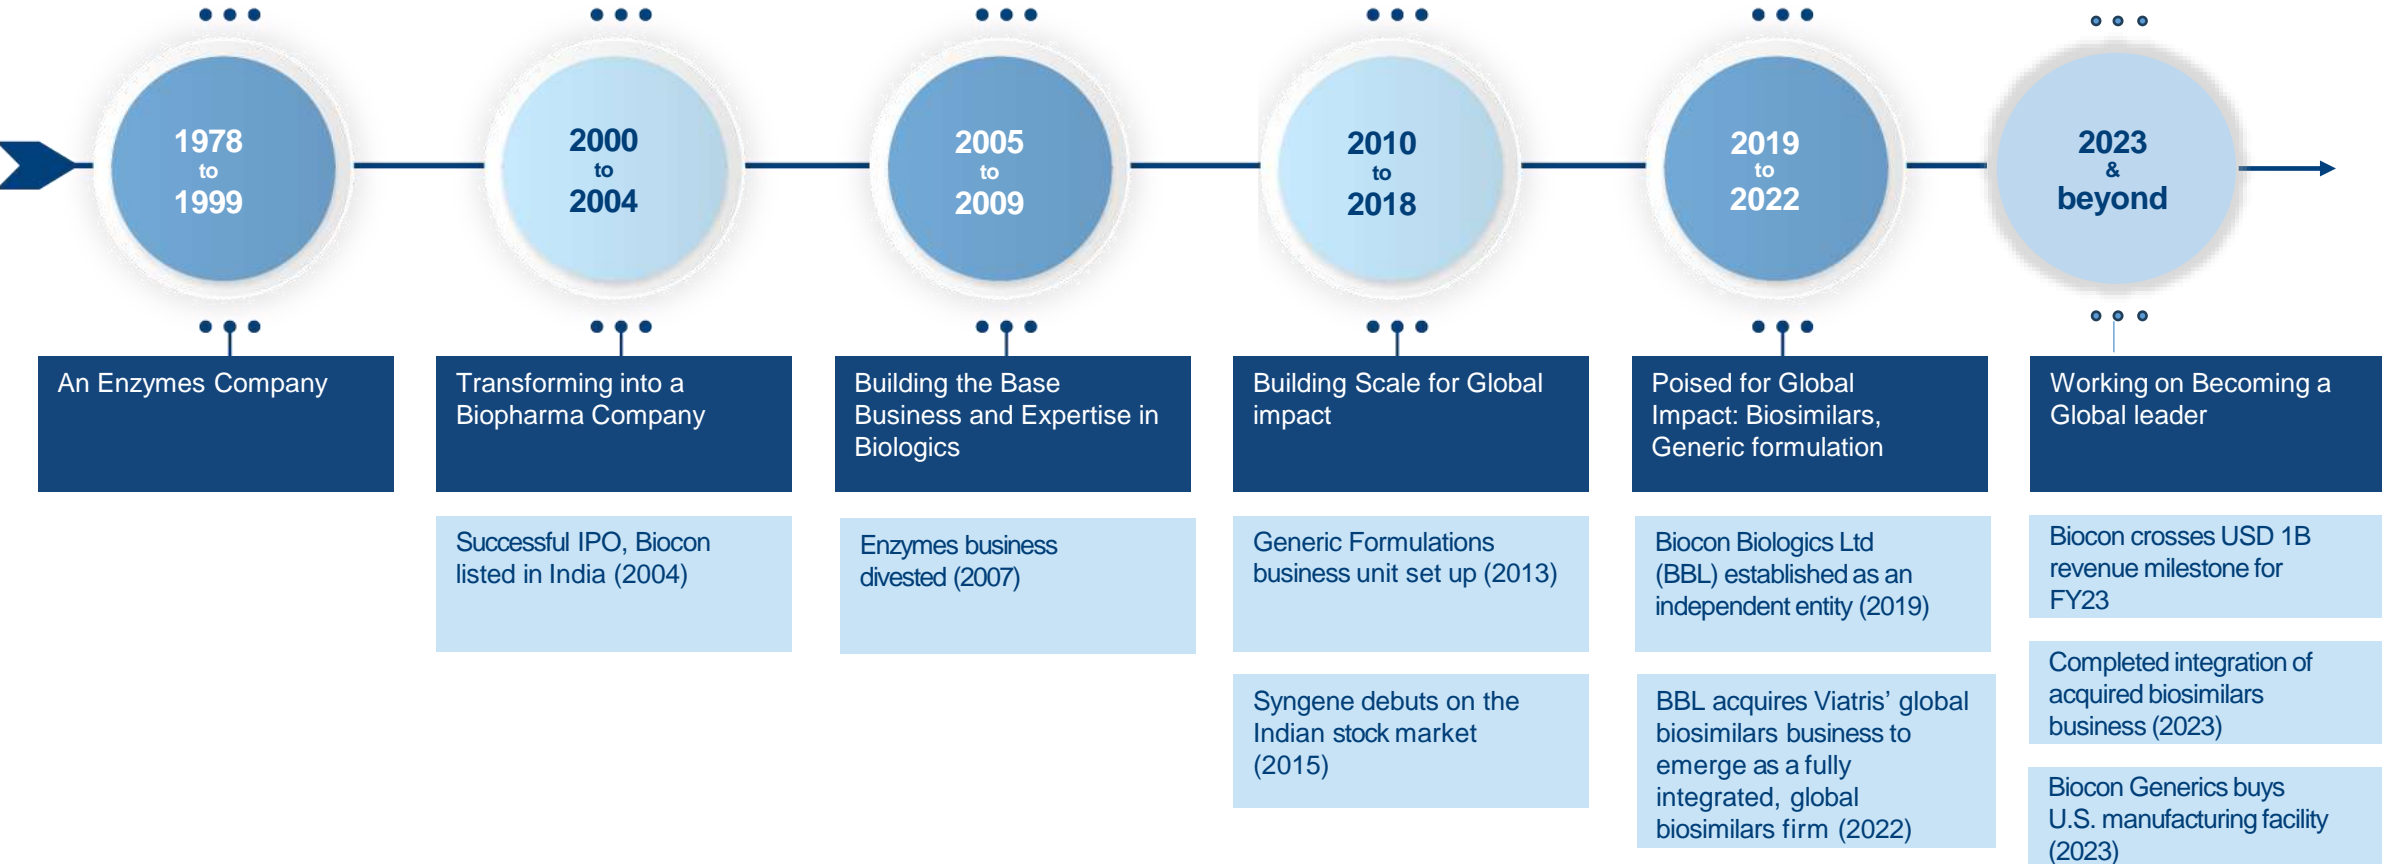 1978
to
1999
2000
to
2004
2005
to
2009
2010
to
2018
2019
to
2022
2023
&
beyond
An Enzymes Company
Transforming into a
Biopharma Company
Building the Base
Business and Expertise in
Biologics
Building Scale for Global
impact
Poised for Global
Impact: Biosimilars,
Generic formulation
Working on Becoming a
Global leader
Successful IPO, Biocon
listed in India (2004)
Enzymes business
divested (2007)
Generic Formulations
business unit set up (2013)
Syngene debuts on the
Indian stock market
(2015)
Biocon Biologics Ltd
(BBL) established as an
independent entity (2019)
BBL acquires Viatris’ global
biosimilars business to
emerge as a fully
integrated, global
biosimilars firm (2022)
Biocon crosses USD 1B
revenue milestone for
FY23
Completed integration of
acquired biosimilars
business (2023)
Biocon Generics buys
U.S. manufacturing facility
(2023)